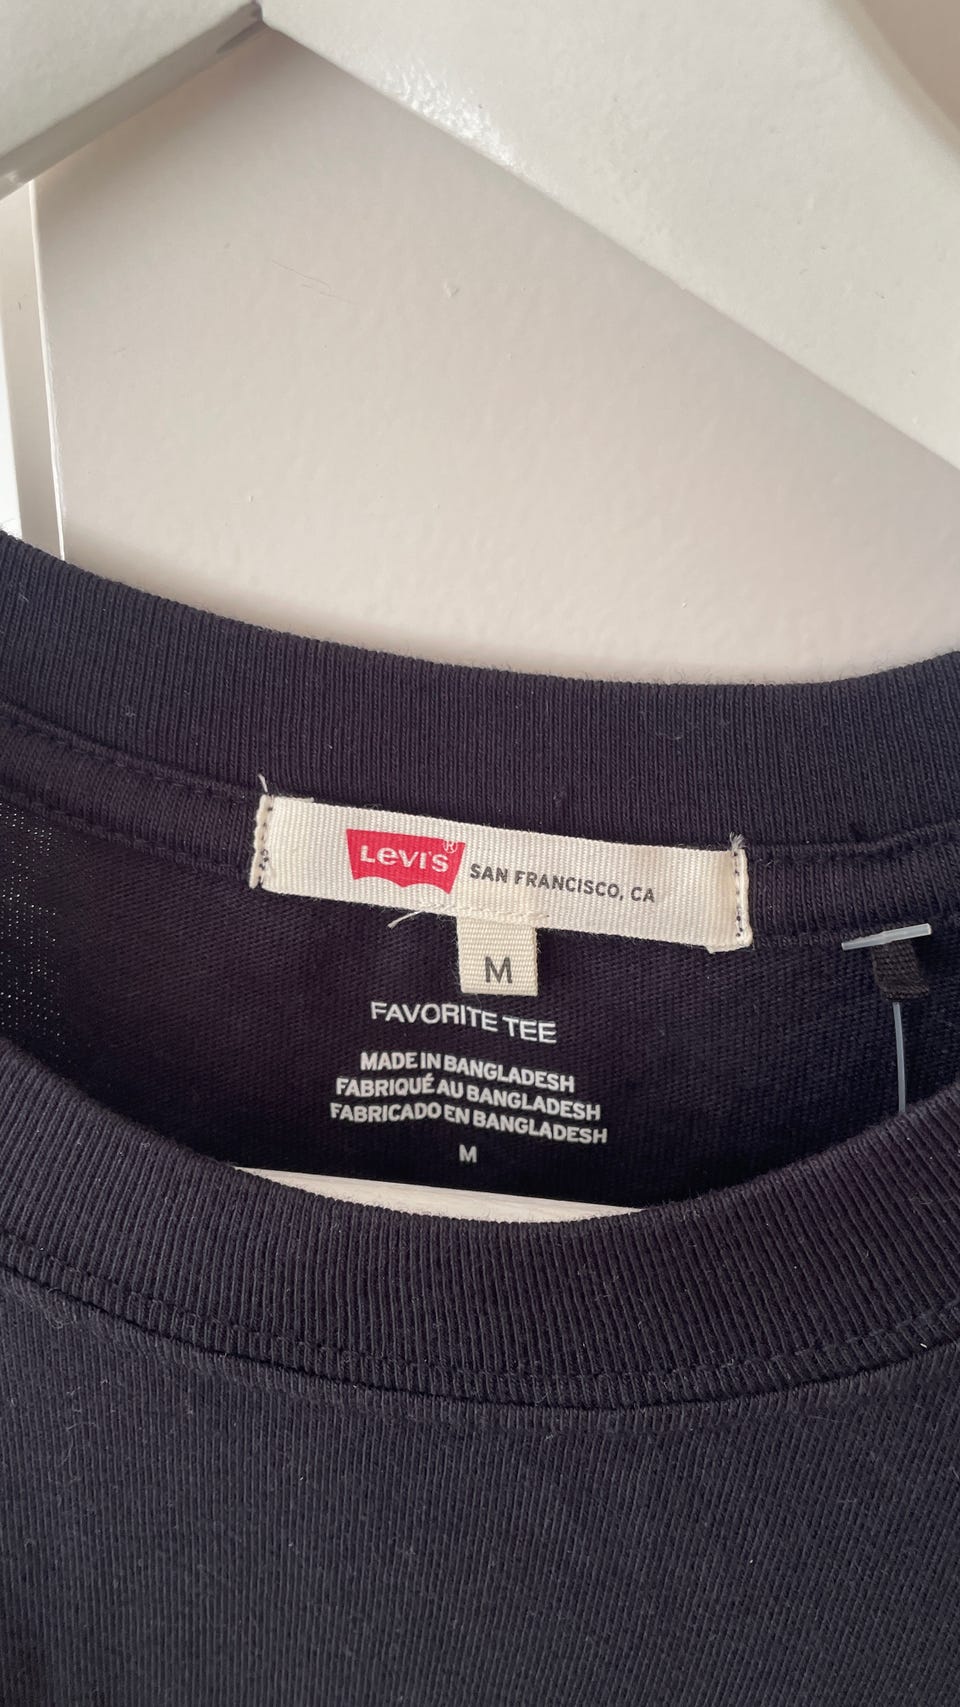 Levi's® SAN FRANCISCO, CA
M
FAVORITE TEE
MADE IN BANGLADESH
FABRIQUÉ AU BANGLADESH
FABRICADO EN BANGLADESH
M